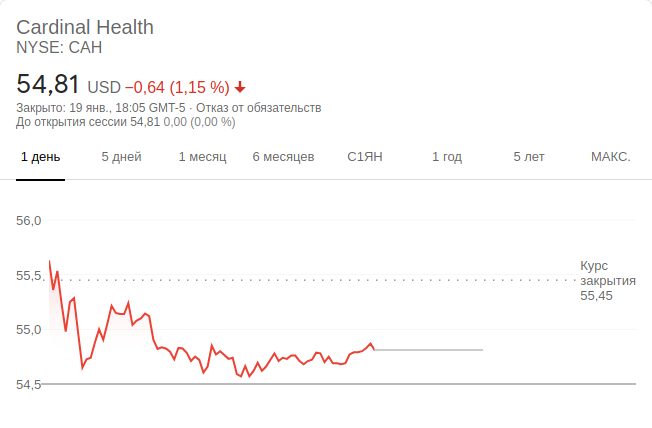 Cardinal Health
NYSE: CAH
54,81 USD −0,64 (1,15 %)
Закрыто: 19 янв., 18:05 GMT-5 · Отказ от обязательств
До открытия сессии 54,81 0,00 (0,00 %)
1 день 5 дней 1 месяц 6 месяцев С1ЯН 1 год 5 лет МАКС.
56,0
55,5
55,0
54,5
Курс
закрытия
55,45